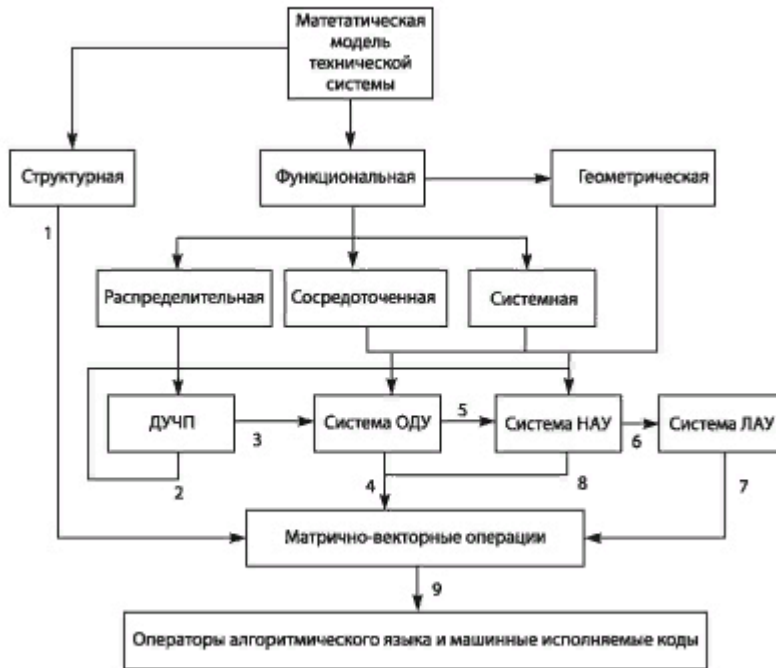 Матетатическая
модель
технической
системы
Структурная
Функциональная
Геометрическая
1
Распределительная
Сосредоточенная
Системная
ДУЧП
3
Система ОДУ
5
Система НАУ
6
Система ЛАУ
2
4
8
7
Матрично-векторные операции
9
Операторы алгоритмического языка и машинные исполняемые коды